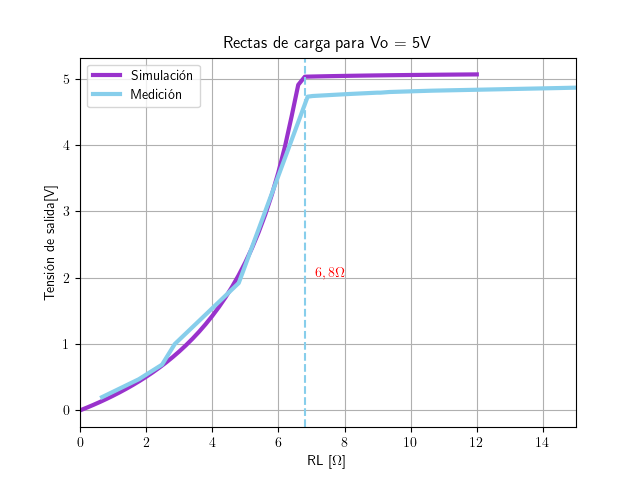 Rectas de carga para Vo = 5V
Simulación
Medición
Tensión de salida[V]
5
4
3
2
1
0
6, 8Ω
0 2 4 6 8 10 12 14
RL [Ω]